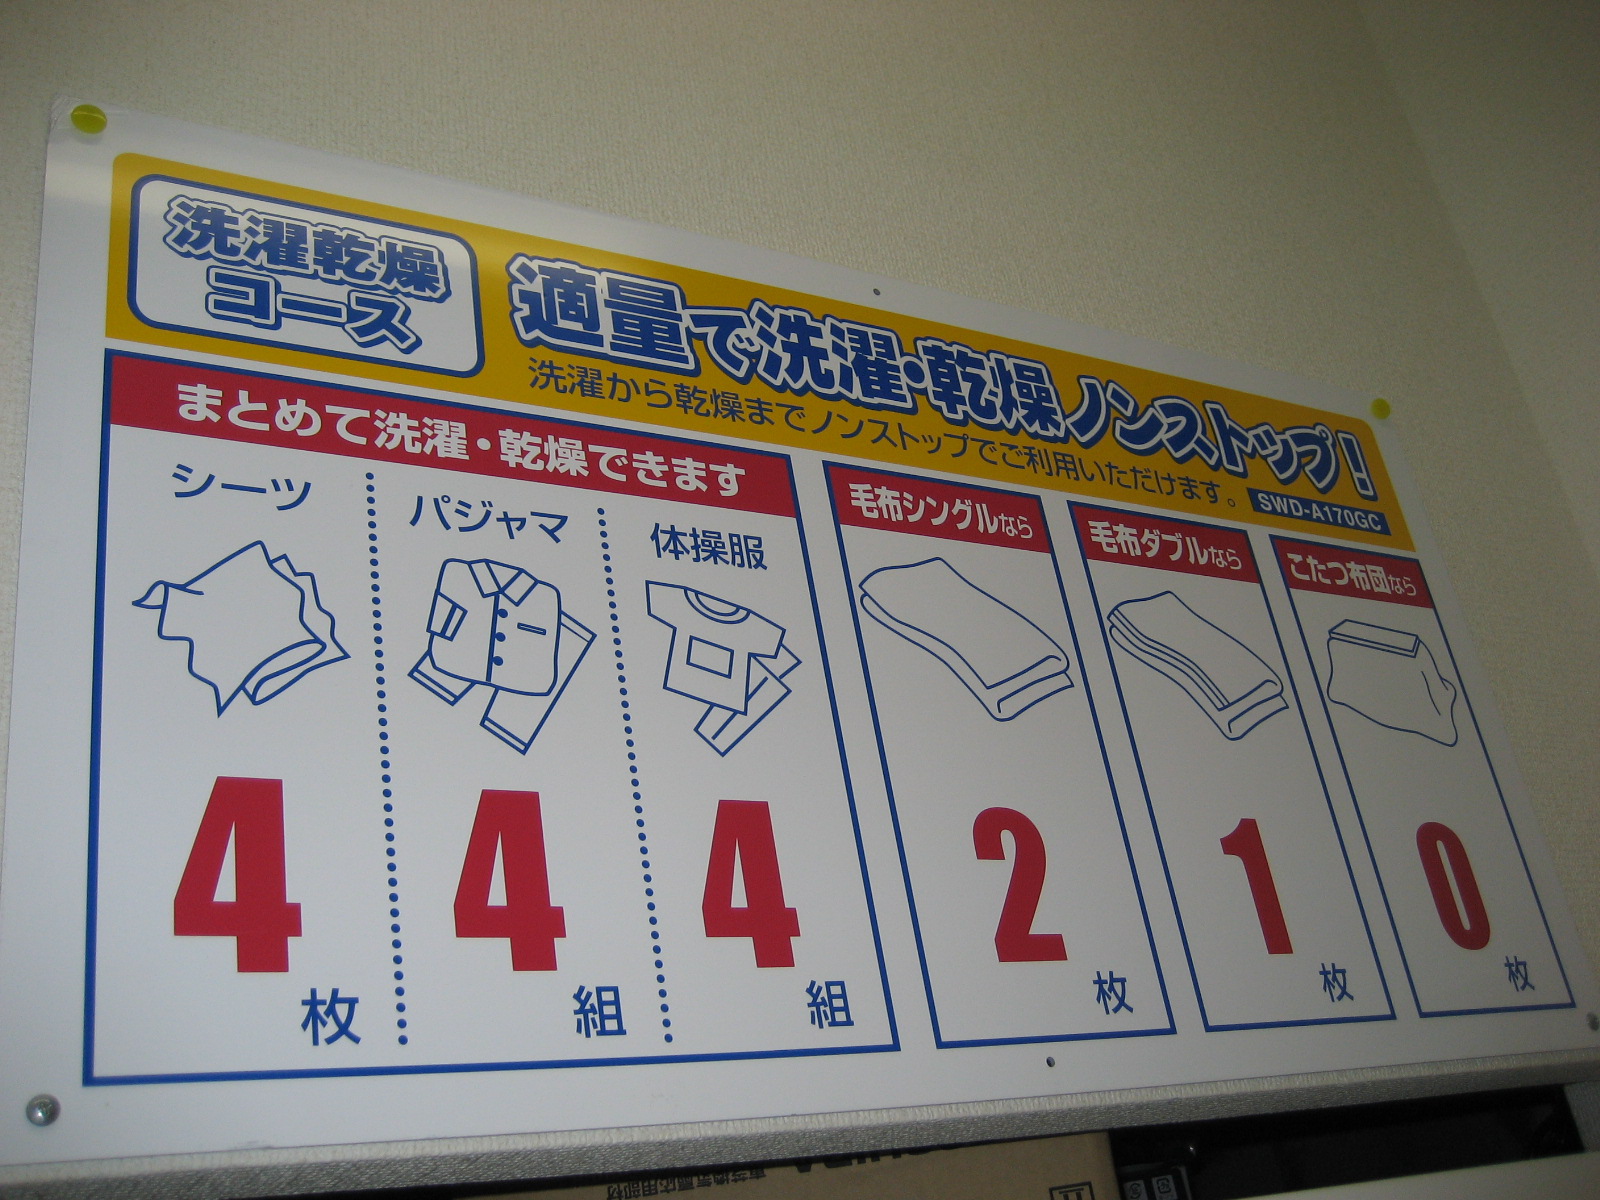 洗濯乾燥
コース
適量で洗濯・乾燥ノンストップ!
洗濯から乾燥までノンストップでご利用いただけます。
SWD-A170GC
まとめて洗濯・乾燥できます
シーツ
4枚
パジャマ
4組
体操服
4組
毛布シングルなら
2枚
毛布ダブルなら
1枚
こたつ布団なら
0枚